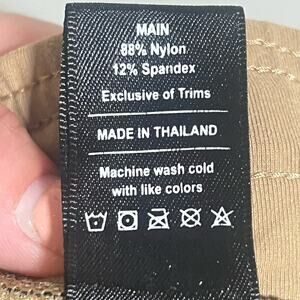 MAIN
88% Nylon
12% Spandex
Exclusive of Trims
MADE IN THAILAND
Machine wash cold
with like colors